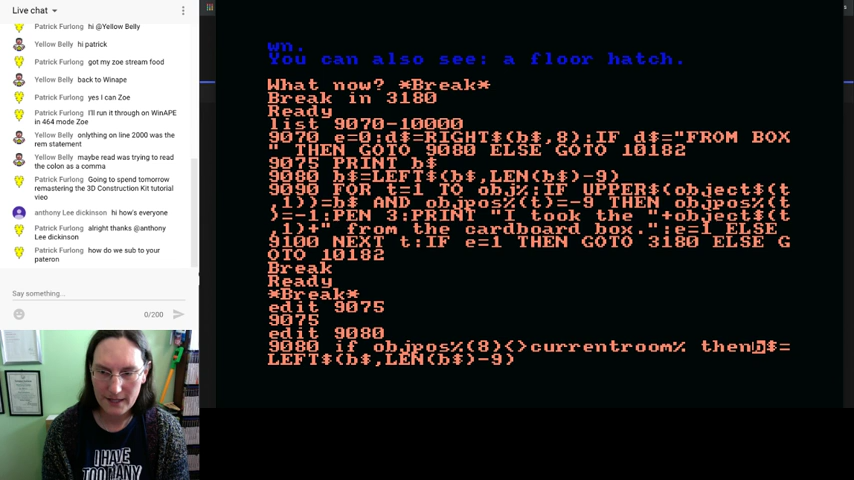 Live chat
Patrick Furlong hi @Yellow Belly
Yellow Belly hi patrick
Patrick Furlong got my zoe stream food
Yellow Belly back to Winape
Patrick Furlong yes I can Zoe
Patrick Furlong I'll run it through on WinAPE
in 464 mode Zoe
Yellow Belly onlything on line 2000 was the
rem statement
Yellow Belly maybe read was trying to read
the colon as a comma
Patrick Furlong Going to spend tomorrow
remastering the 3D Construction Kit tutorial
vieo
anthony Lee dickinson hi how's everyone
Patrick Furlong alright thanks @anthony
Lee dickinson
Patrick Furlong how do we sub to your
pateron
Say something...
0/200
I HAVE
TOO MANY
wn.
You can also see: a floor hatch.
What now? *Break*
Break in 3180
Ready
list 9070-10000
9070 e=0:d$=RIGHT$(b$,8):IF d$="FROM BOX
" THEN GOTO 9080 ELSE GOTO 10182
9075 PRINT b$
9080 b$=LEFT$(b$,LEN(b$)-9)
9090 FOR t=1 TO obj%:IF UPPER$(object$(t
,1))=b$ AND objpos%(t)=-9 THEN objpos%(t
)=-1:PEN 3:PRINT "I took the "+object$(t
,1)+" from the cardboard box.":e=1 ELSE
9100 NEXT t:IF e=1 THEN GOTO 3180 ELSE G
OTO 10182
Break
Ready
*Break*
edit 9075
9075
edit 9080
9080 if objpos%(8)<>currentroom% thenb$=
LEFT$(b$,LEN(b$)-9)